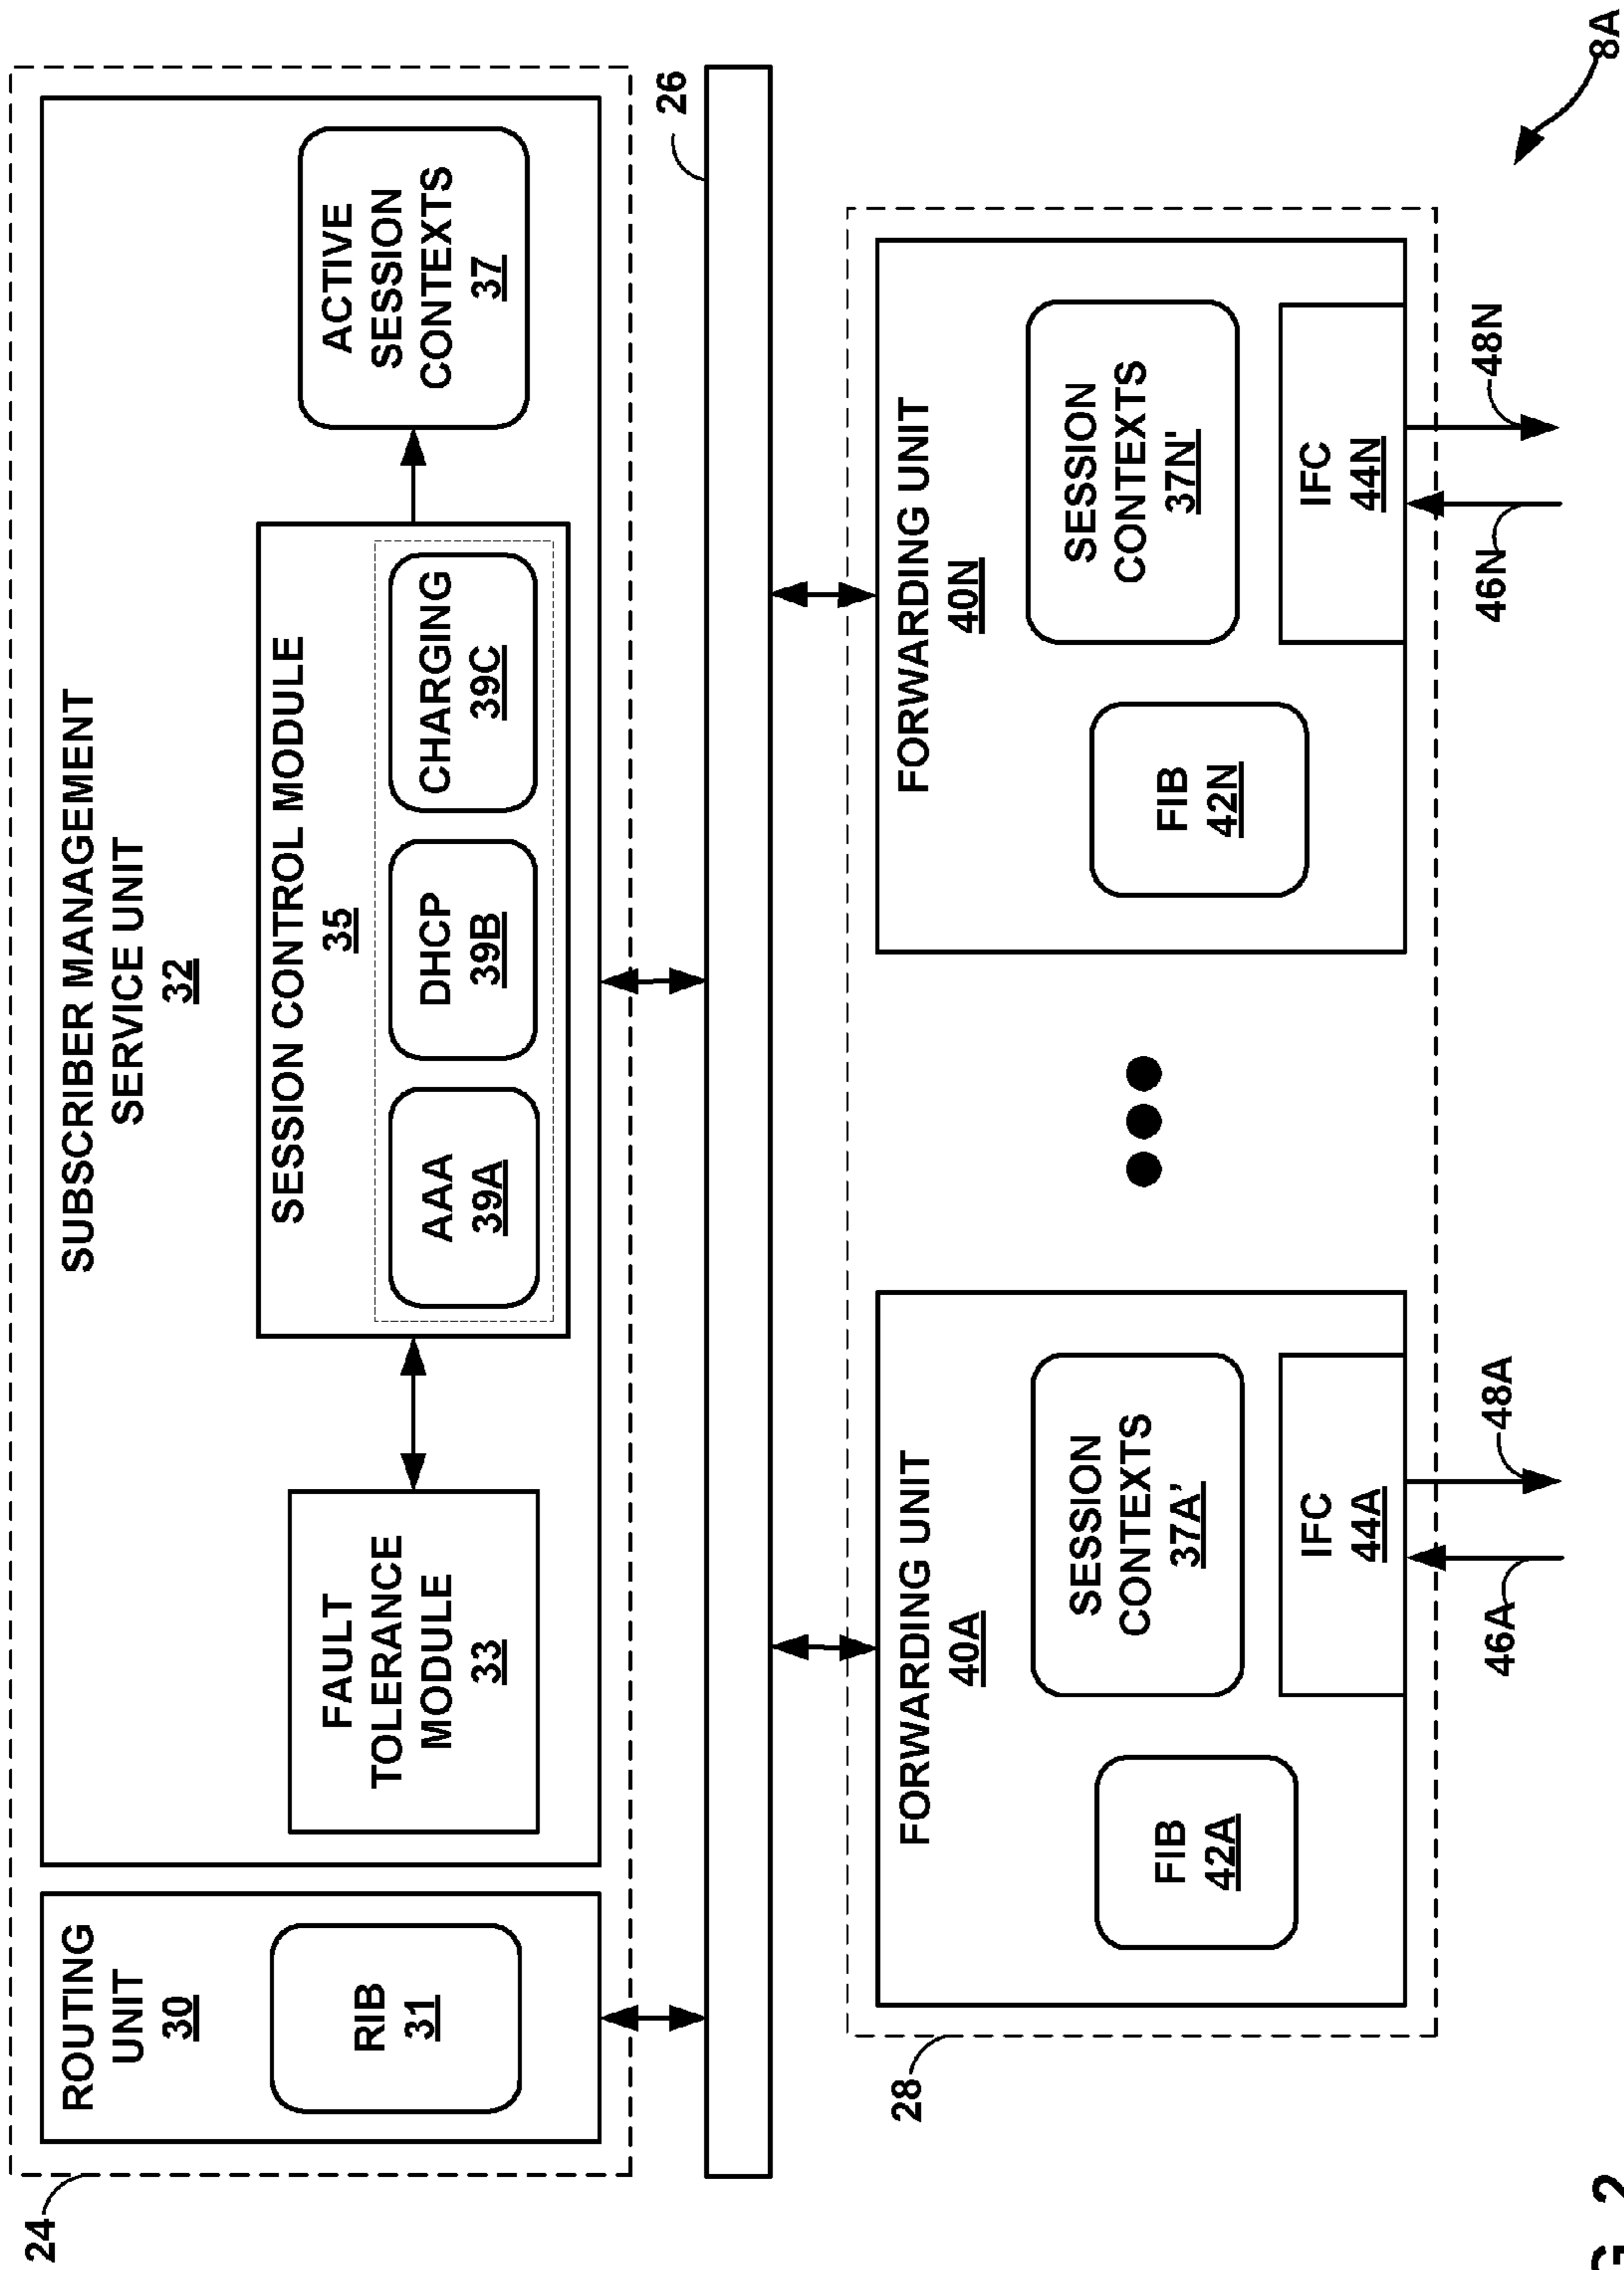 24
ROUTING
UNIT
30
RIB
31
SUBSCRIBER MANAGEMENT
SERVICE UNIT
32
FAULT
TOLERANCE
MODULE
33
SESSION CONTROL MODULE
35
AAA
39A
DHCP
39B
CHARGING
39C
ACTIVE
SESSION
CONTEXTS
37
26
28
FORWARDING UNIT
40A
FIB
42A
SESSION
CONTEXTS
37A'
IFC
44A
46A
48A
FORWARDING UNIT
40N
FIB
42N
SESSION
CONTEXTS
37N'
IFC
44N
46N
48N
8A